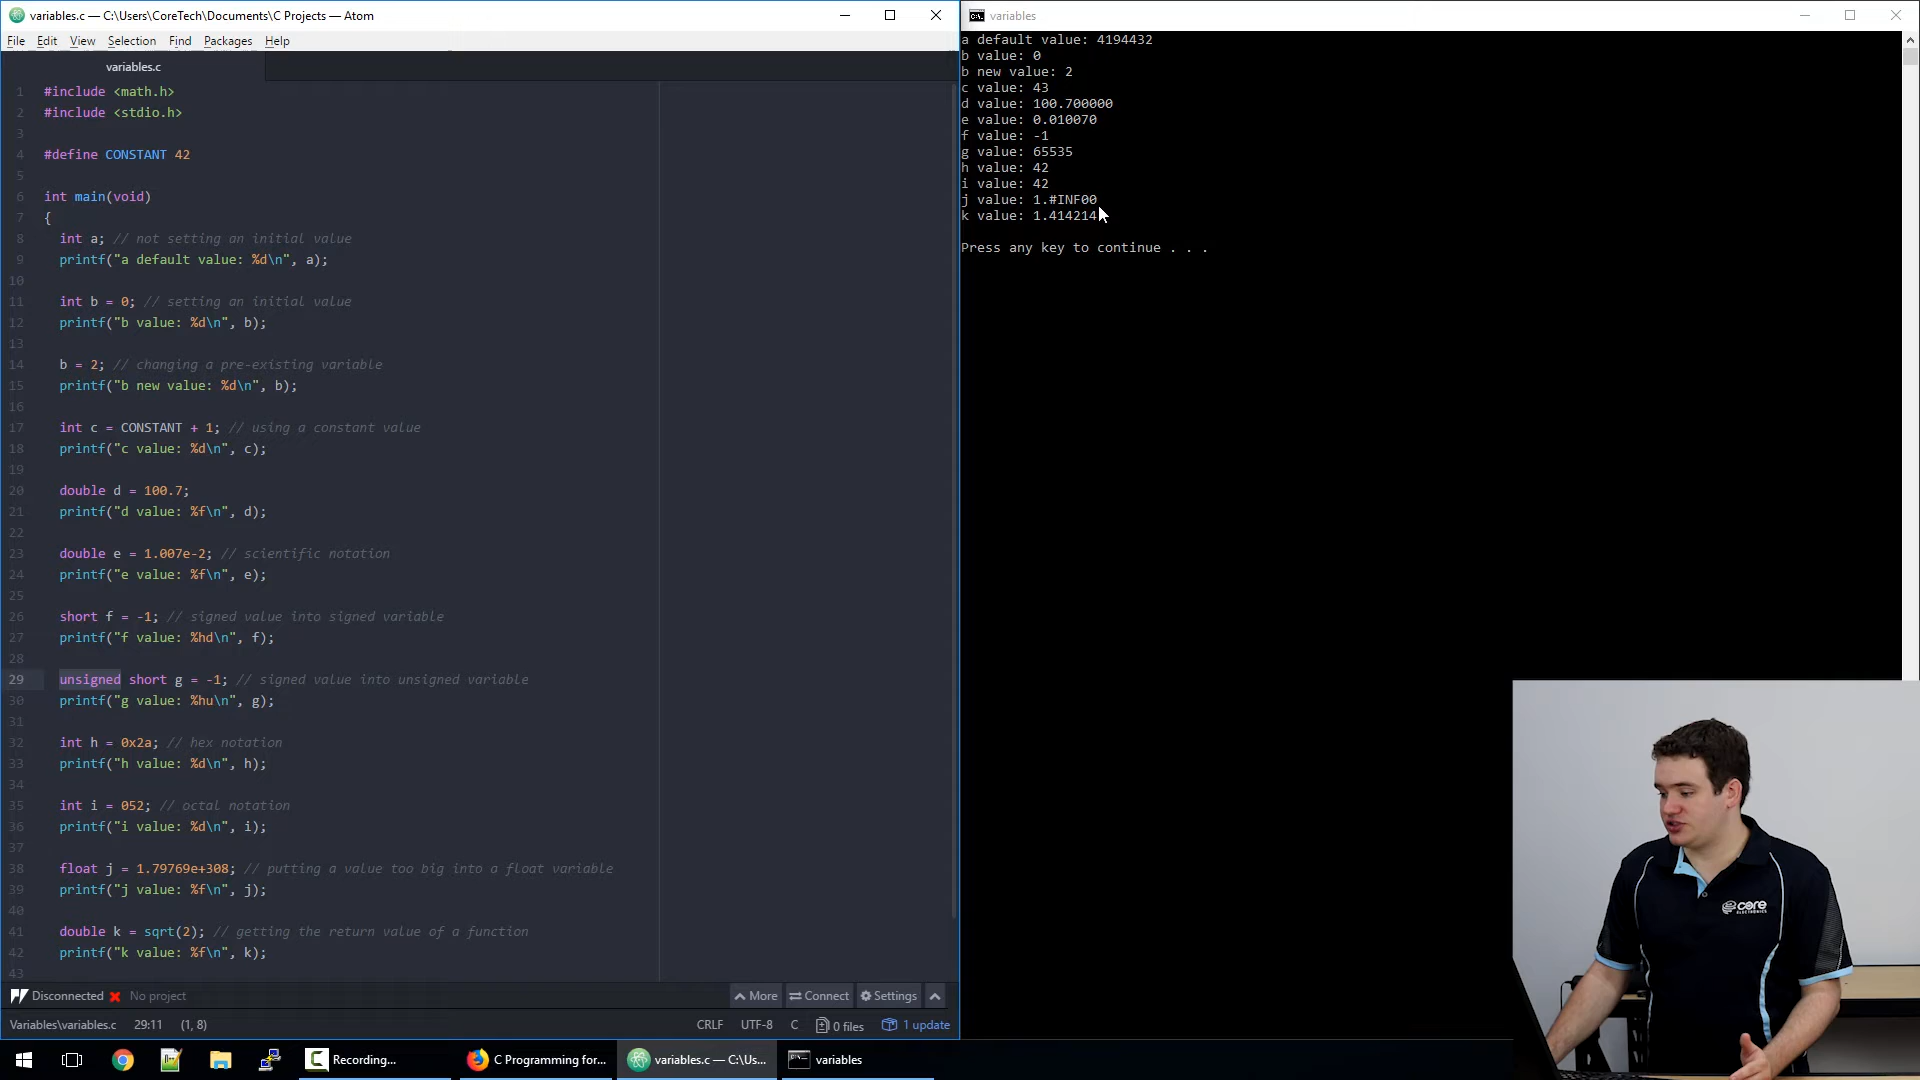 variables.c — C:\Users\CoreTech\Documents\C Projects — Atom
File Edit View Selection Find Packages Help
variables.c
1 #include <math.h>
2 #include <stdio.h>
3
4 #define CONSTANT 42
5
6 int main(void)
7 {
8 int a; // not setting an initial value
9 printf("a default value: %d\n", a);
10
11 int b = 0; // setting an initial value
12 printf("b value: %d\n", b);
13
14 b = 2; // changing a pre-existing variable
15 printf("b new value: %d\n", b);
16
17 int c = CONSTANT + 1; // using a constant value
18 printf("c value: %d\n", c);
19
20 double d = 100.7;
21 printf("d value: %f\n", d);
22
23 double e = 1.007e-2; // scientific notation
24 printf("e value: %f\n", e);
25
26 short f = -1; // signed value into signed variable
27 printf("f value: %hd\n", f);
28
29 unsigned short g = -1; // signed value into unsigned variable
30 printf("g value: %hu\n", g);
31
32 int h = 0x2a; // hex notation
33 printf("h value: %d\n", h);
34
35 int i = 052; // octal notation
36 printf("i value: %d\n", i);
37
38 float j = 1.79769e+308; // putting a value too big into a float variable
39 printf("j value: %f\n", j);
40
41 double k = sqrt(2); // getting the return value of a function
42 printf("k value: %f\n", k);
43
Disconnected No project More Connect Settings
Variables\variables.c 29:11 (1, 8) CRLF UTF-8 C 0 files 1 update
variables
a default value: 4194432
b value: 0
b new value: 2
c value: 43
d value: 100.700000
e value: 0.010070
f value: -1
g value: 65535
h value: 42
i value: 42
j value: 1.#INF00
k value: 1.414214
Press any key to continue . . .
core
ELECTRONICS
Recording... C Programming for... variables.c — C:\Us... variables